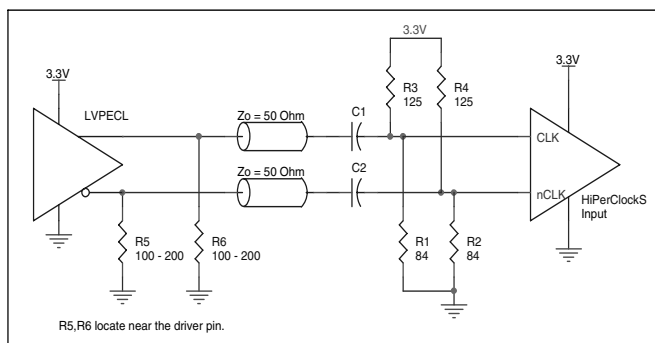 3.3V
3.3V
3.3V
LVPECL
R3
125
R4
125
Zo = 50 Ohm
C1
CLK
Zo = 50 Ohm
C2
nCLK
HiPerClockS
Input
R5
100 - 200
R6
100 - 200
R1
84
R2
84
R5,R6 locate near the driver pin.